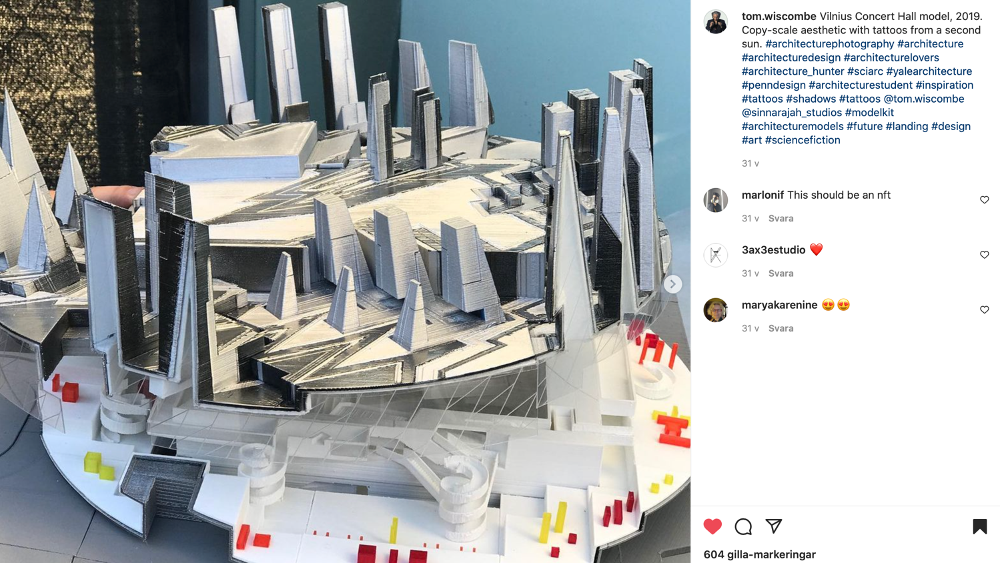 tom.wiscombe Vilnius Concert Hall model, 2019.
Copy-scale aesthetic with tattoos from a second
sun. #architecturephotography #architecture
#architecturedesign #architecturelovers
#architecture_hunter #sciarc #yalearchitecture
#penndesign #architecturestudent #inspiration
#tattoos #shadows #tattoos @tom.wiscombe
@sinnarajah_studios #modelkit
#architecturemodels #future #landing #design
#art #sciencefiction
31 v
marlonif This should be an nft
31 v Svara
3ax3estudio ❤️
31 v Svara
maryakarenine 😍😍
31 v Svara
604 gilla-markeringar